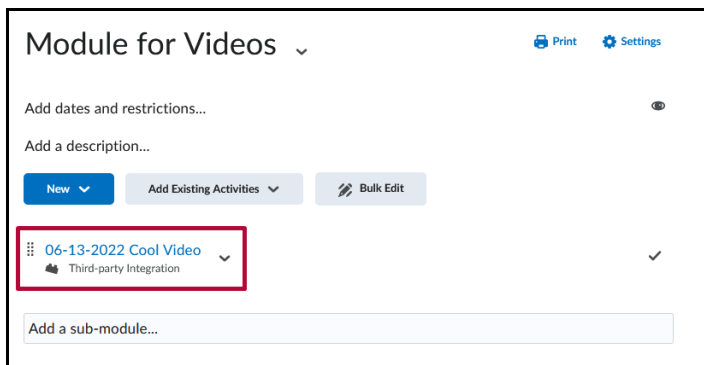 Module for Videos
Print
Settings
Add dates and restrictions...
Add a description...
New
Add Existing Activities
Bulk Edit
06-13-2022 Cool Video
Third-party Integration
Add a sub-module...